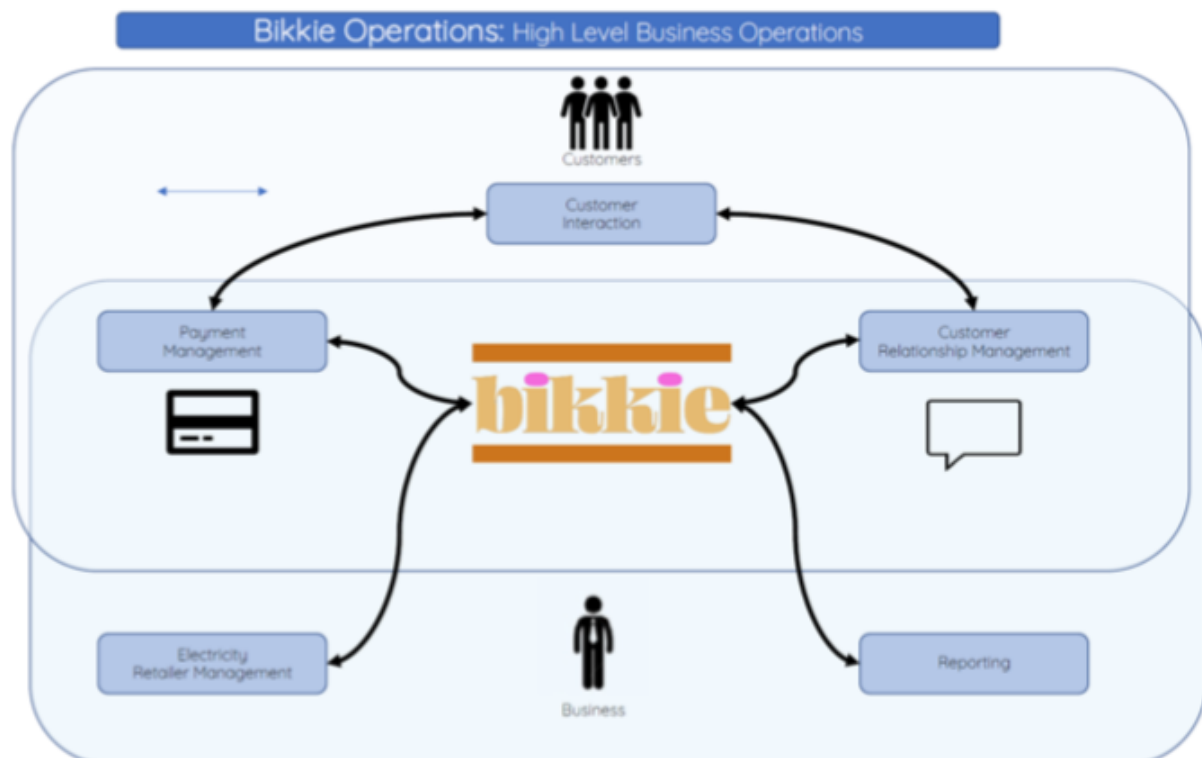 Bikkie Operations: High Level Business Operations
Customers
Customer
Interaction
Payment
Management
Customer
Relationship Management
bikkie
Electricity
Retailer Management
Reporting
Business